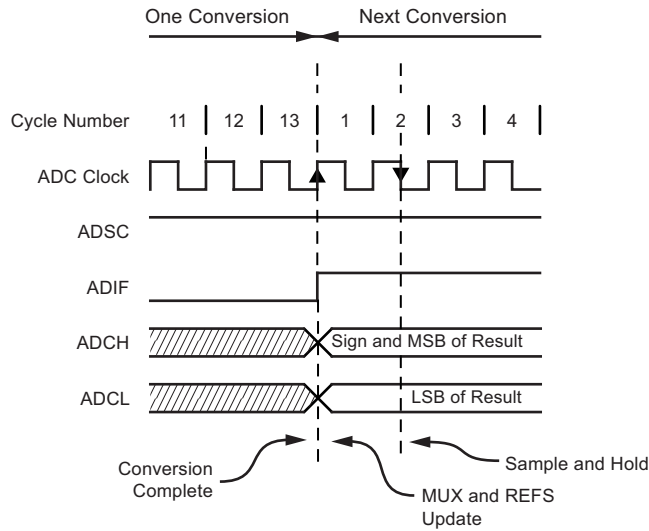 One Conversion Next Conversion
Cycle Number 11 12 13 1 2 3 4
ADC Clock
ADSC
ADIF
ADCH Sign and MSB of Result
ADCL LSB of Result
Conversion
Complete
MUX and REFS
Update
Sample and Hold